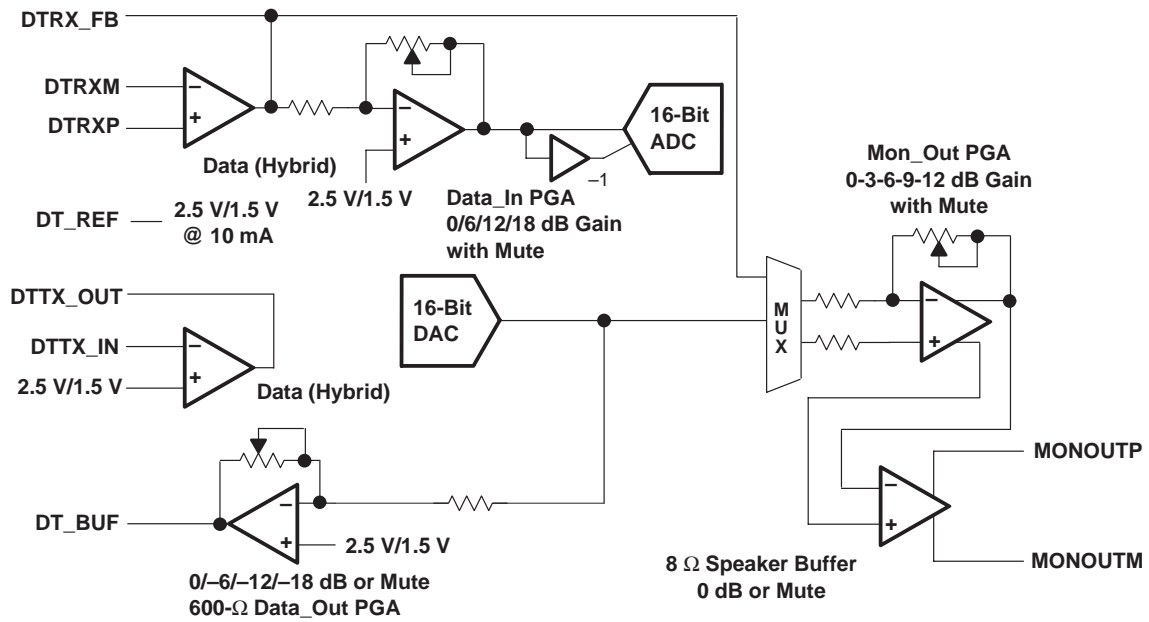 DTRX_FB
DTRXM
DTRXP
−
+
Data (Hybrid)
−
+
2.5 V/1.5 V
–1
16-Bit
ADC
Data_In PGA
0/6/12/18 dB Gain
with Mute
DT_REF
2.5 V/1.5 V
@ 10 mA
Mon_Out PGA
0-3-6-9-12 dB Gain
with Mute
DTTX_OUT
DTTX_IN
2.5 V/1.5 V
−
+
Data (Hybrid)
16-Bit
DAC
M
U
X
−
+
DT_BUF
−
+
2.5 V/1.5 V
0/–6/–12/–18 dB or Mute
600-Ω Data_Out PGA
−
+
MONOUTP
MONOUTM
8 Ω Speaker Buffer
0 dB or Mute